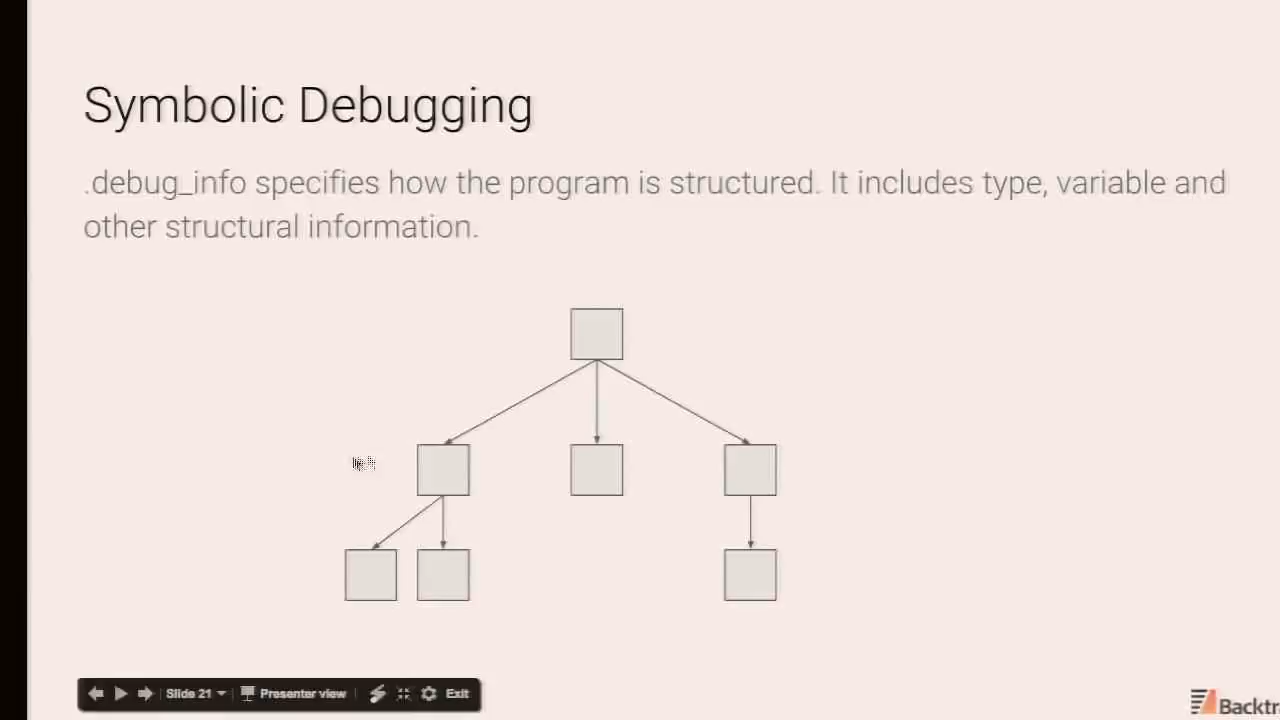 Symbolic Debugging
.debug_info specifies how the program is structured. It includes type, variable and
other structural information.
Slide 21
Presenter view
Exit
Backtr